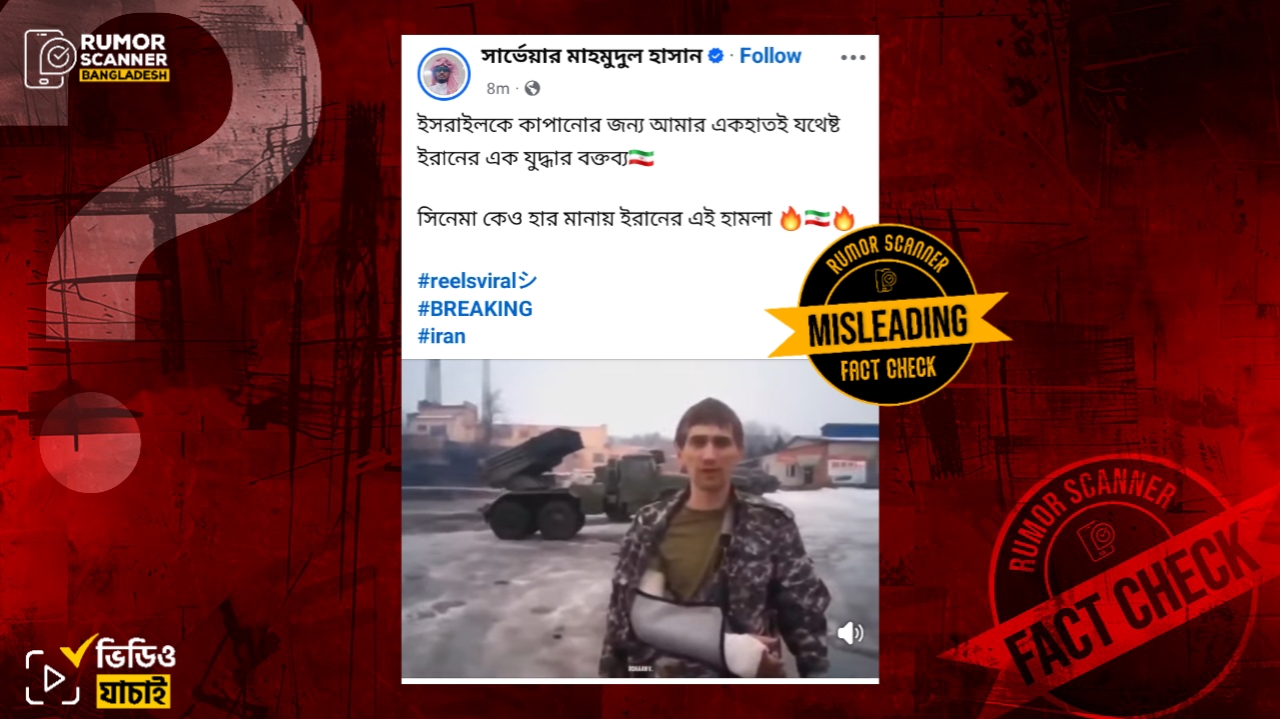 RUMOR
SCANNER
BANGLADESH
সার্ভেয়ার মাহমুদুল হাসান · Follow
8m ·
ইসরাইলকে কাপানোর জন্য আমার একহাতই যথেষ্ট
ইরানের এক যুদ্ধার বক্তব্য🇮🇷
সিনেমা কেও হার মানায় ইরানের এই হামলা 🔥🇮🇷🔥
#reelsviralシ
#BREAKING
#iran
RUMOR SCANNER
MISLEADING
FACT CHECK
RUMOR SCANNER
FACT CHECK
ভিডিও
যাচাই